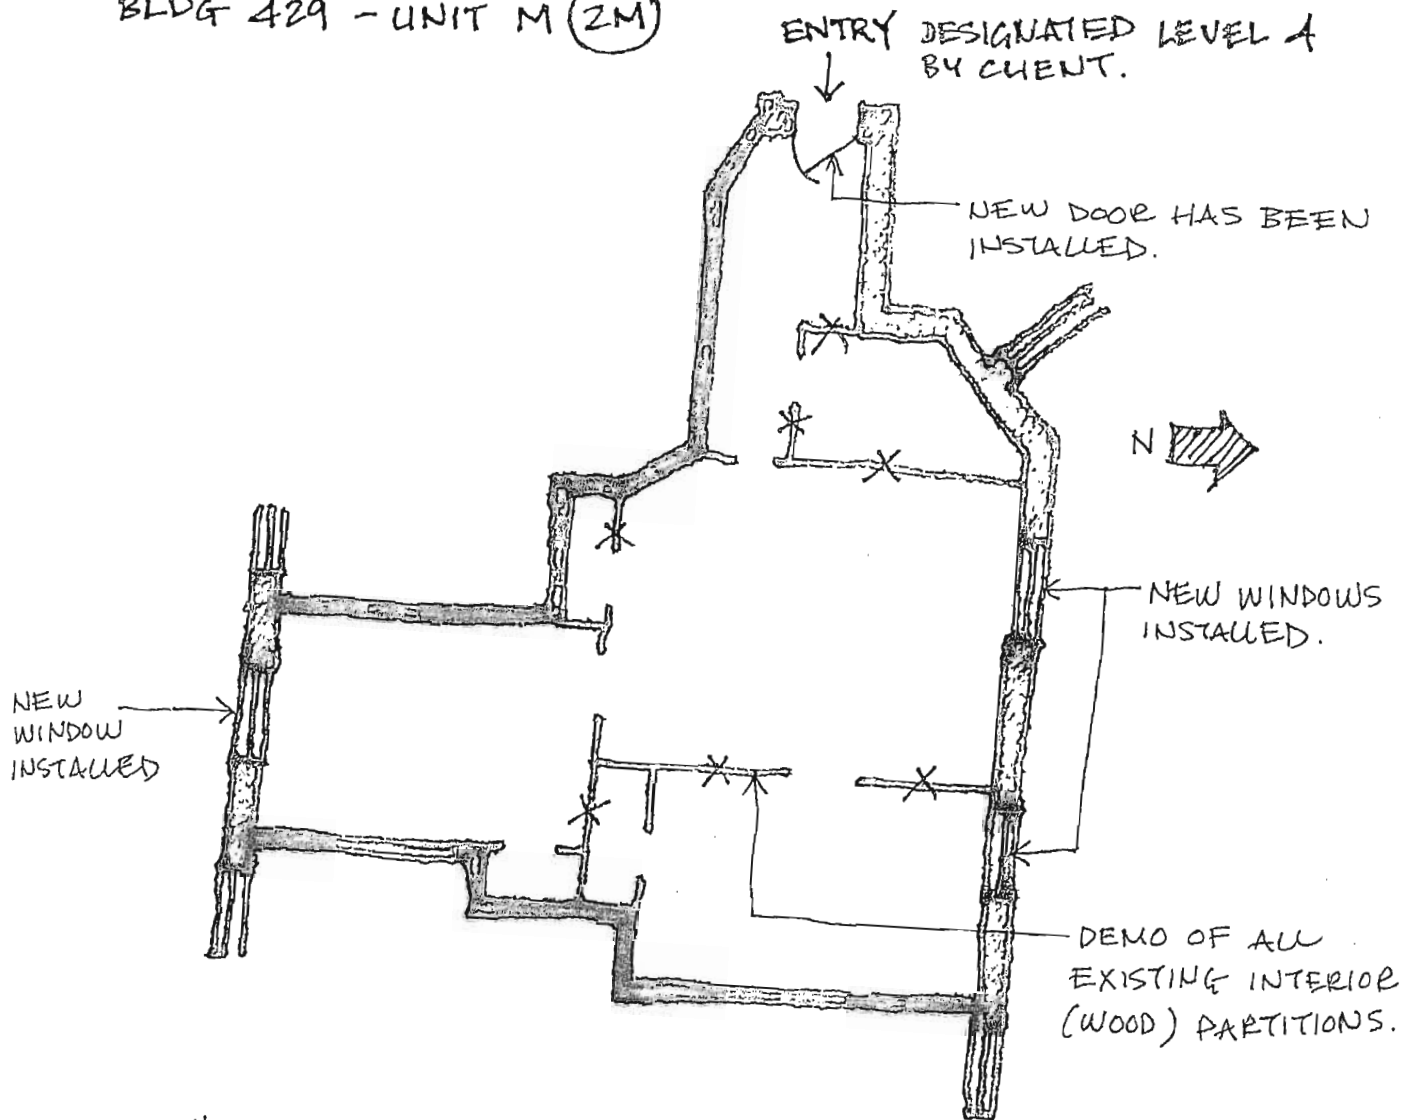 BLDG 429 - UNIT M (2M)
ENTRY DESIGNATED LEVEL 4
BY CLIENT.
NEW DOOR HAS BEEN
INSTALLED.
N
NEW WINDOWS
INSTALLED.
NEW
WINDOW
INSTALLED
DEMO OF ALL
EXISTING INTERIOR
(WOOD) PARTITIONS.